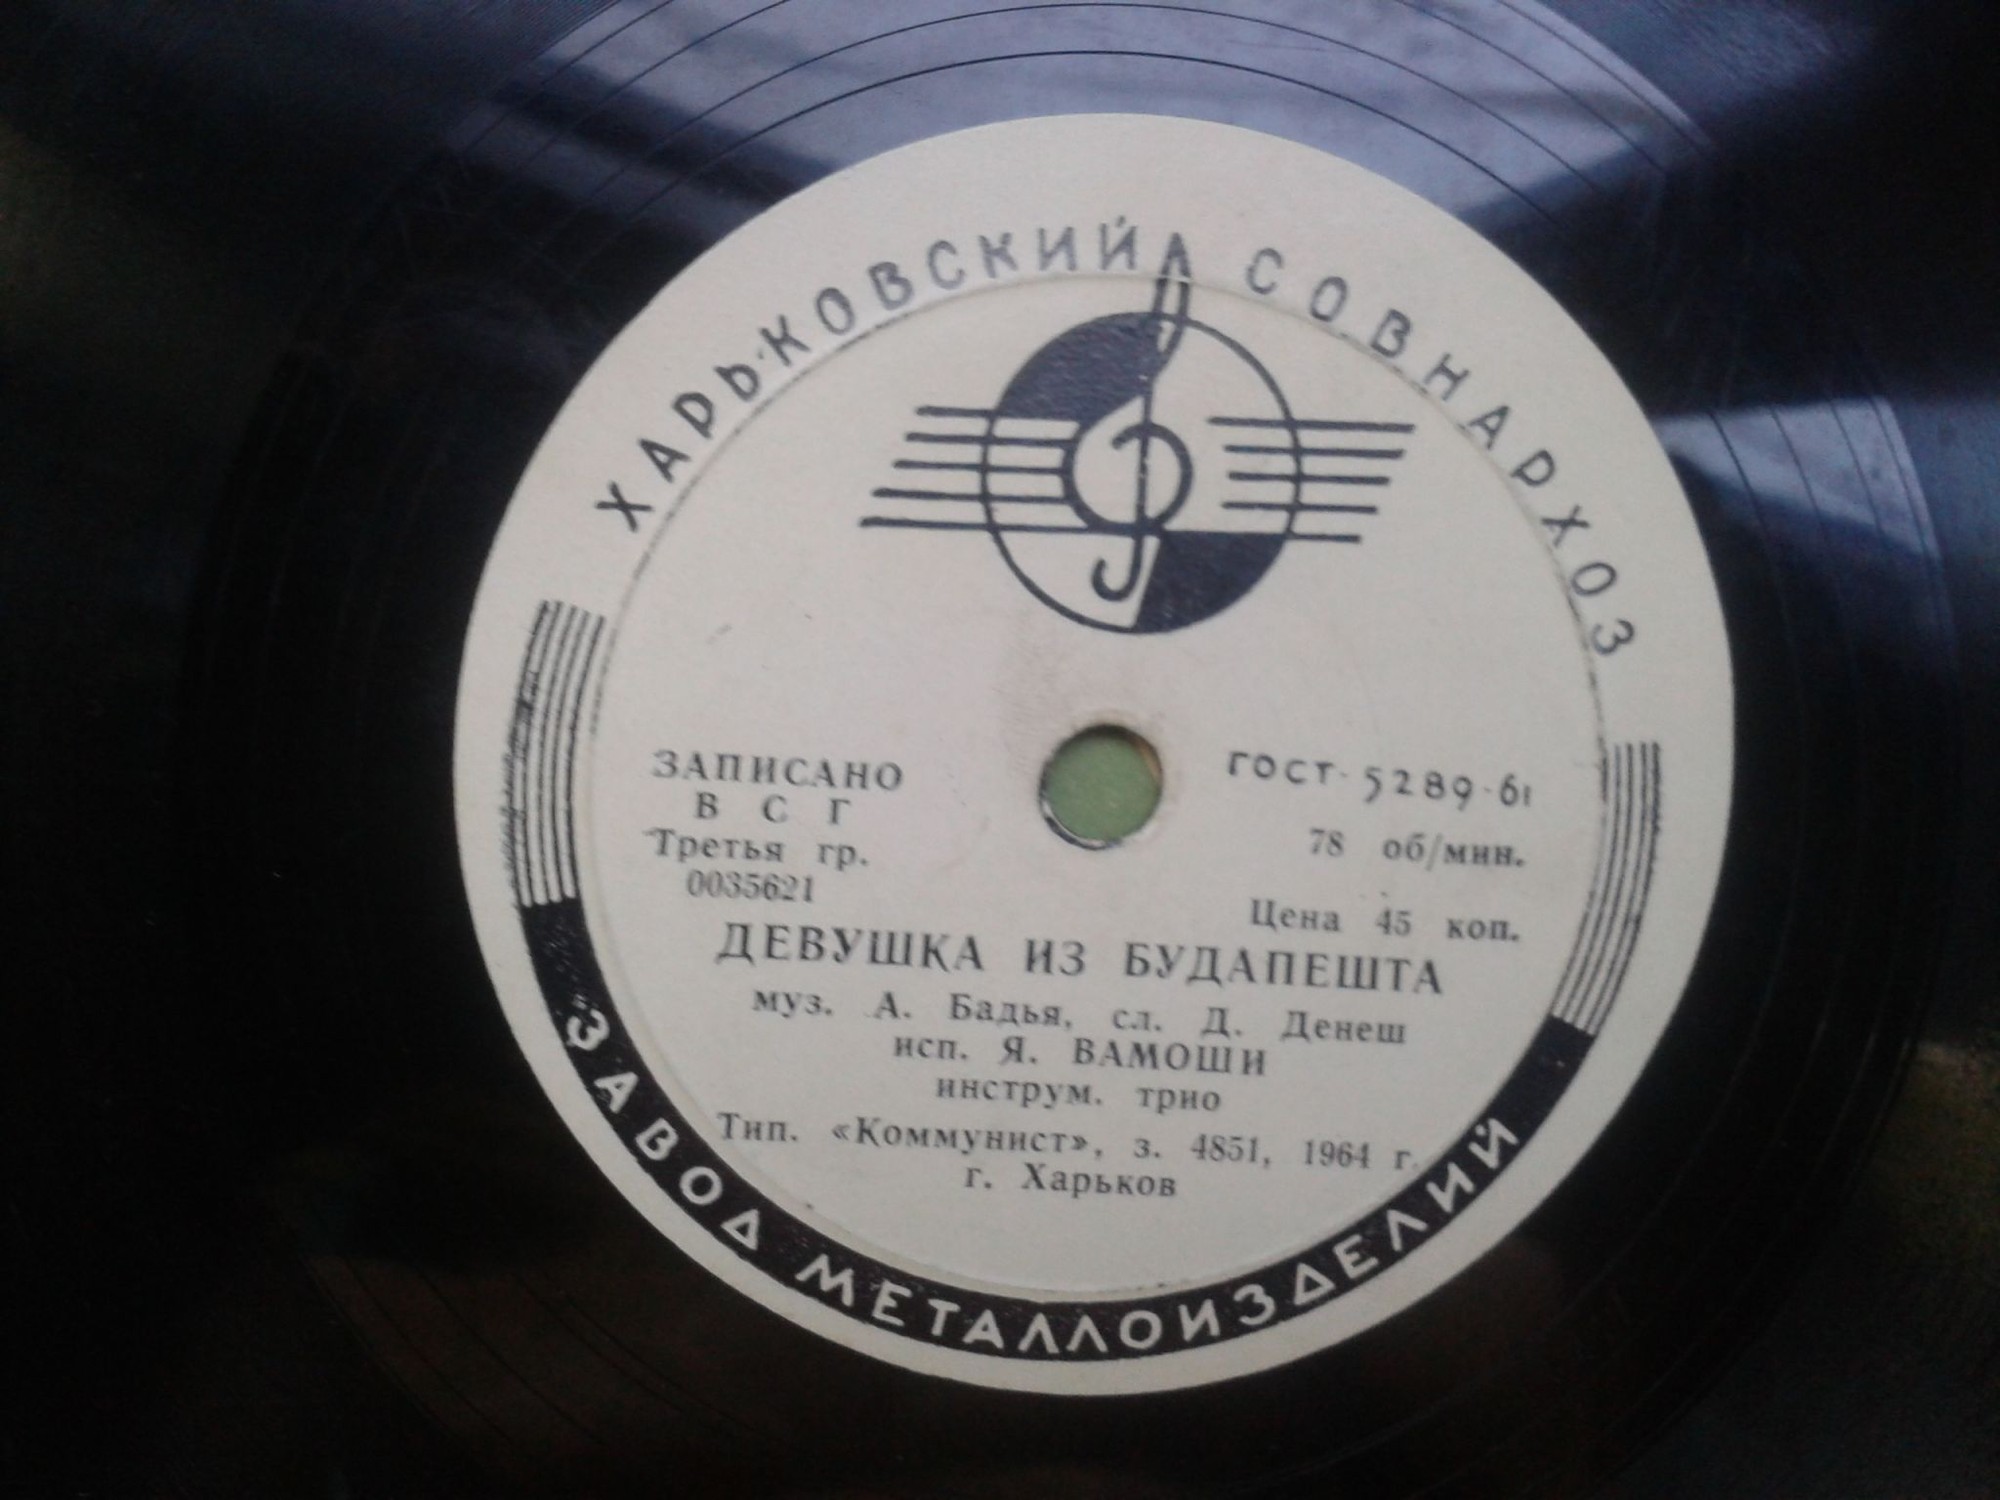 ХАРЬКОВСКИЙ СОВНАРХОЗ
ЗАПИСАНО
В С Г
Третья гр.
0035621
ГОСТ-5289-61
78 об/мин.
Цена 45 коп.
ДЕВУШКА ИЗ БУДАПЕШТА
муз. А. Бадья, сл. Д. Денеш
исп. Я. ВАМОШИ
инструм. трио
Тип. «Коммунист», з. 4851, 1964 г.
г. Харьков
ЗАВОД МЕТАЛЛОИЗДЕЛИЙ